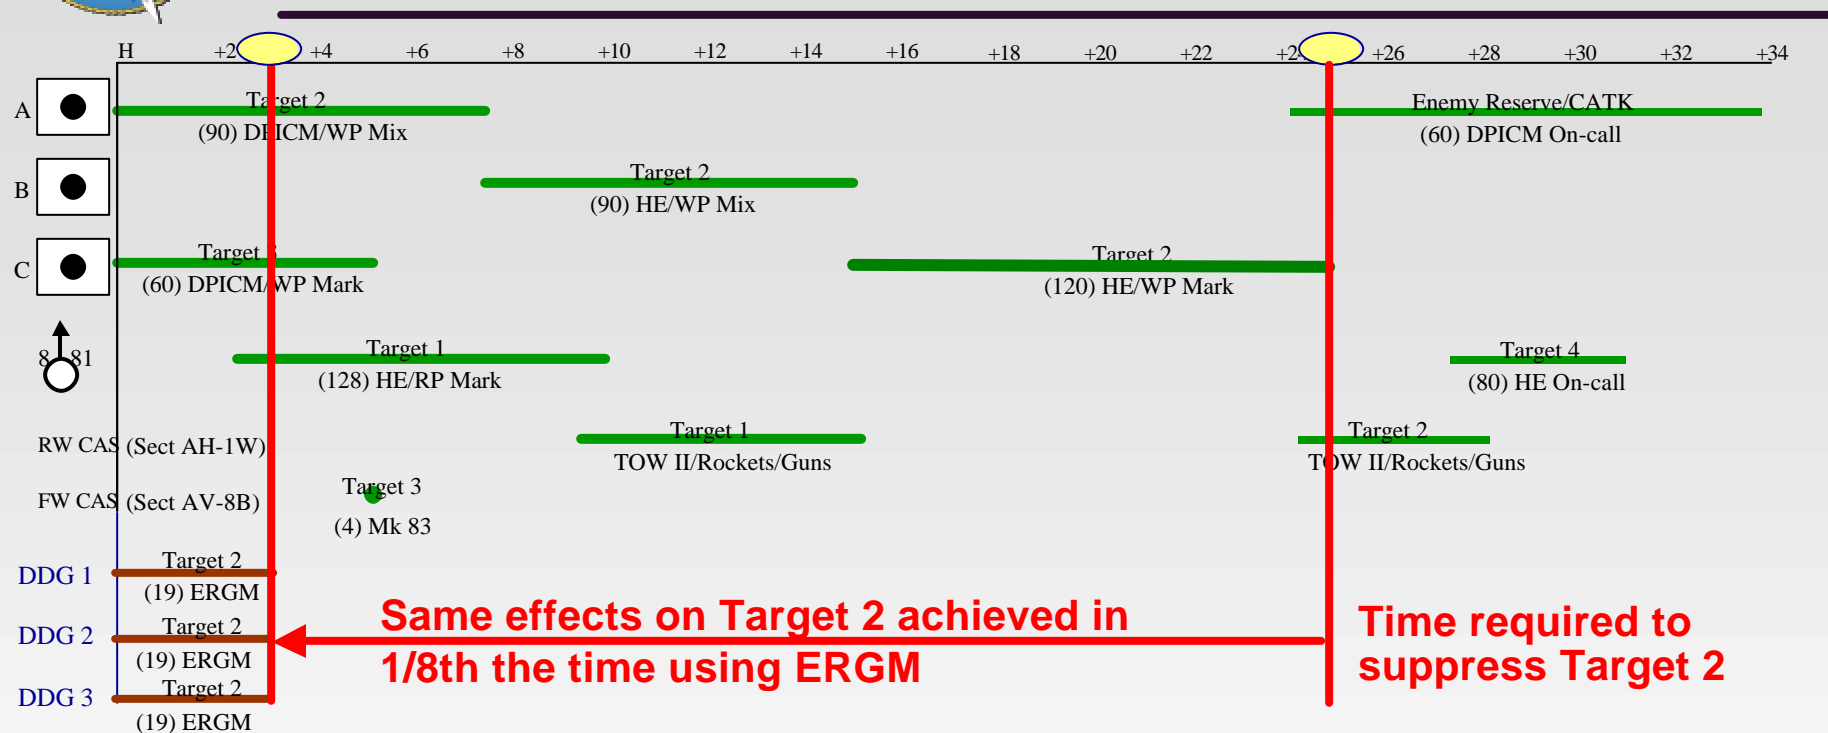 H +2 +4 +6 +8 +10 +12 +14 +16 +18 +20 +22 +24 +26 +28 +30 +32 +34
A
Target 2
(90) DPICM/WP Mix
Enemy Reserve/CATK
(60) DPICM On-call
B
Target 2
(90) HE/WP Mix
C
Target 3
(60) DPICM/WP Mark
Target 2
(120) HE/WP Mark
8 81
Target 1
(128) HE/RP Mark
Target 4
(80) HE On-call
RW CAS (Sect AH-1W)
Target 1
TOW II/Rockets/Guns
Target 2
TOW II/Rockets/Guns
FW CAS (Sect AV-8B)
Target 3
(4) Mk 83
DDG 1
Target 2
(19) ERGM
DDG 2
Target 2
(19) ERGM
DDG 3
Target 2
(19) ERGM
Same effects on Target 2 achieved in
1/8th the time using ERGM
Time required to
suppress Target 2